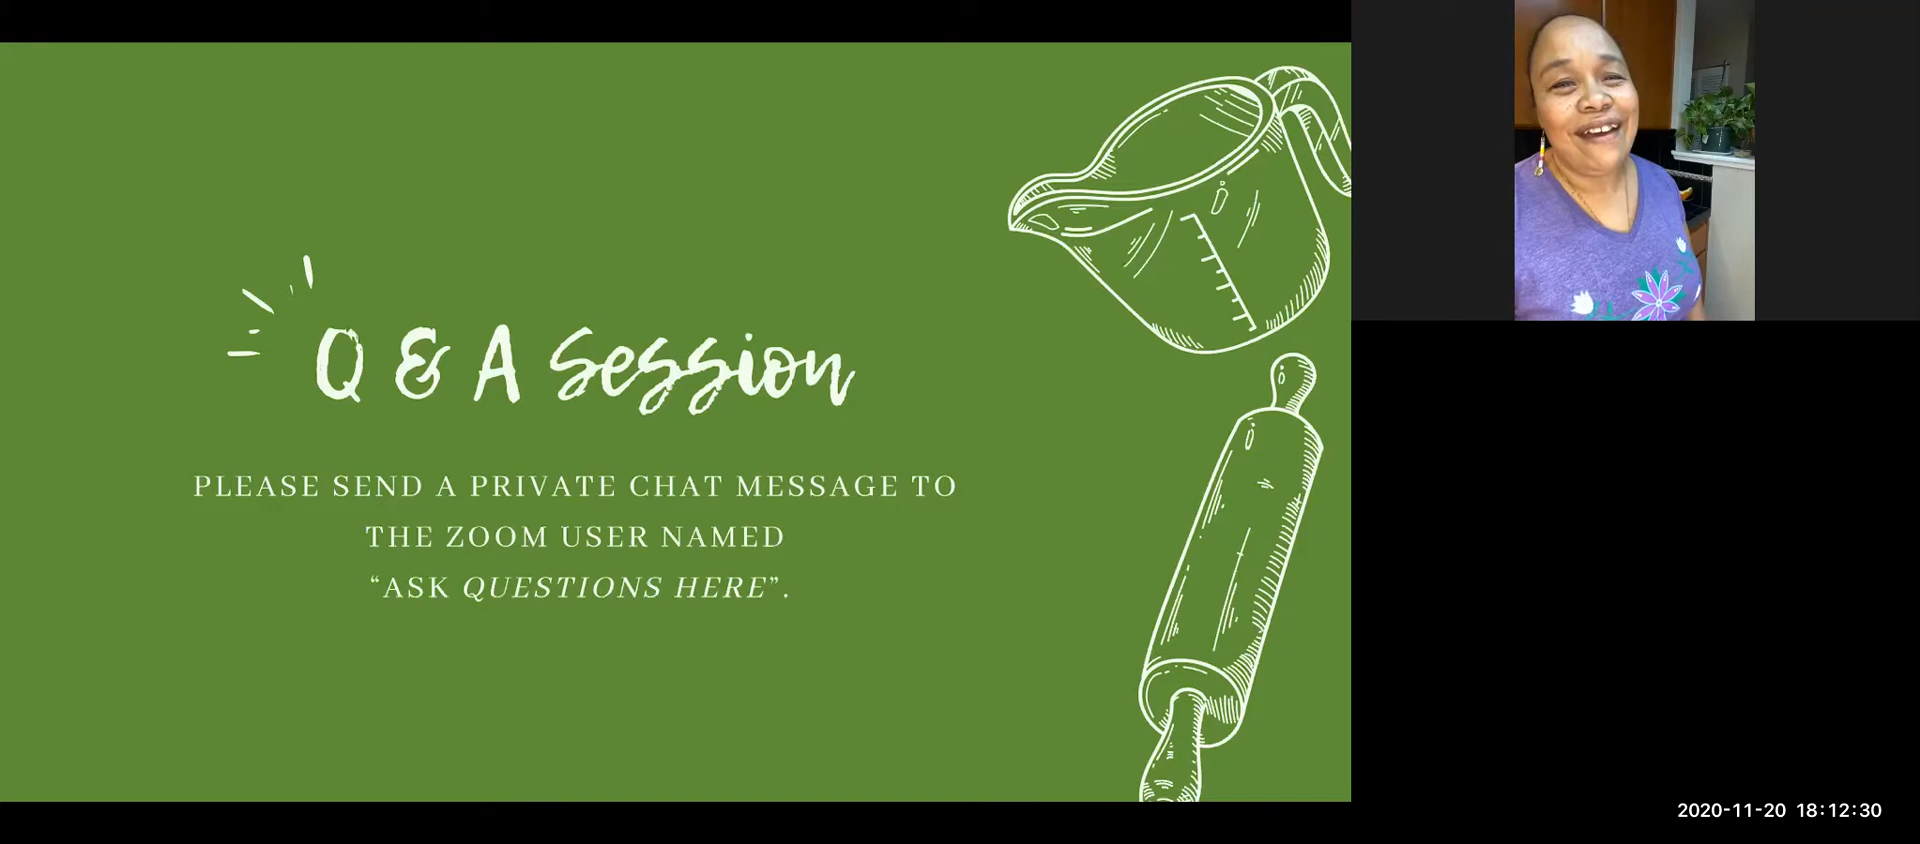 Q & A Session
PLEASE SEND A PRIVATE CHAT MESSAGE TO
THE ZOOM USER NAMED
“ASK QUESTIONS HERE”.
2020-11-20 18:12:30